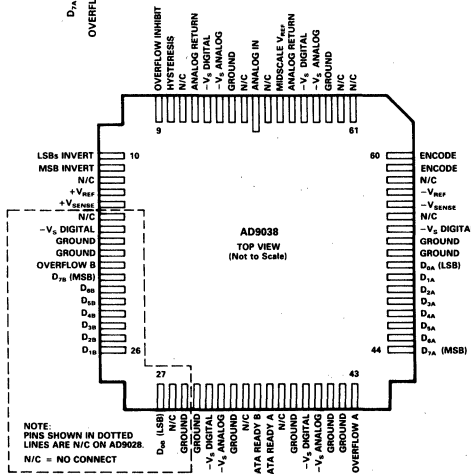 D7A
OVERFL
OVERFLOW INHIBIT
HYSTERESIS
N/C
ANALOG RETURN
−VS DIGITAL
−VS ANALOG
GROUND
N/C
ANALOG IN
N/C
MIDSCALE VREF
ANALOG RETURN
−VS DIGITAL
−VS ANALOG
GROUND
N/C
N/C
9
61
LSBs INVERT
10
MSB INVERT
N/C
+VREF
+VSENSE
N/C
−VS DIGITAL
GROUND
GROUND
OVERFLOW B
D7B (MSB)
D6B
D5B
D4B
D3B
D2B
D1B
26
AD9038
TOP VIEW
(Not to Scale)
60
ENCODE
ENCODE
N/C
−VREF
−VSENSE
N/C
−VS DIGITA
GROUND
GROUND
D0A (LSB)
D1A
D2A
D3A
D4A
D5A
D6A
44
D7A (MSB)
27
43
D0B (LSB)
N/C
GROUND
GROUND
−VS DIGITAL
−VS ANALOG
GROUND
N/C
ATA READY B
ATA READY A
N/C
GROUND
−VS DIGITAL
−VS ANALOG
GROUND
GROUND
OVERFLOW A
NOTE:
PINS SHOWN IN DOTTED
LINES ARE N/C ON AD9028.
N/C = NO CONNECT